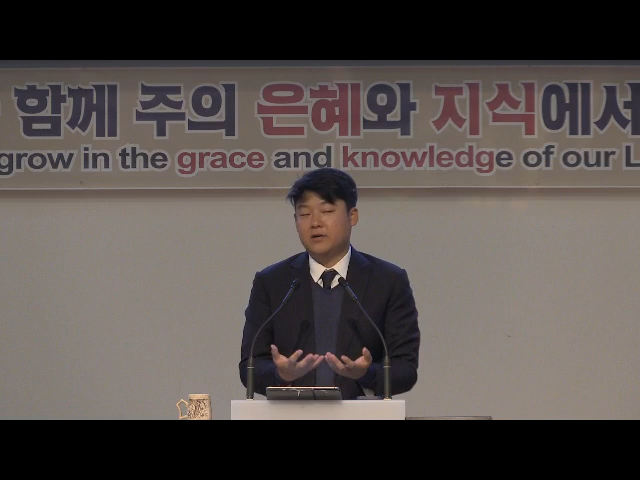 함께 주의 은혜와 지식에서
grow in the grace and knowledge of our L